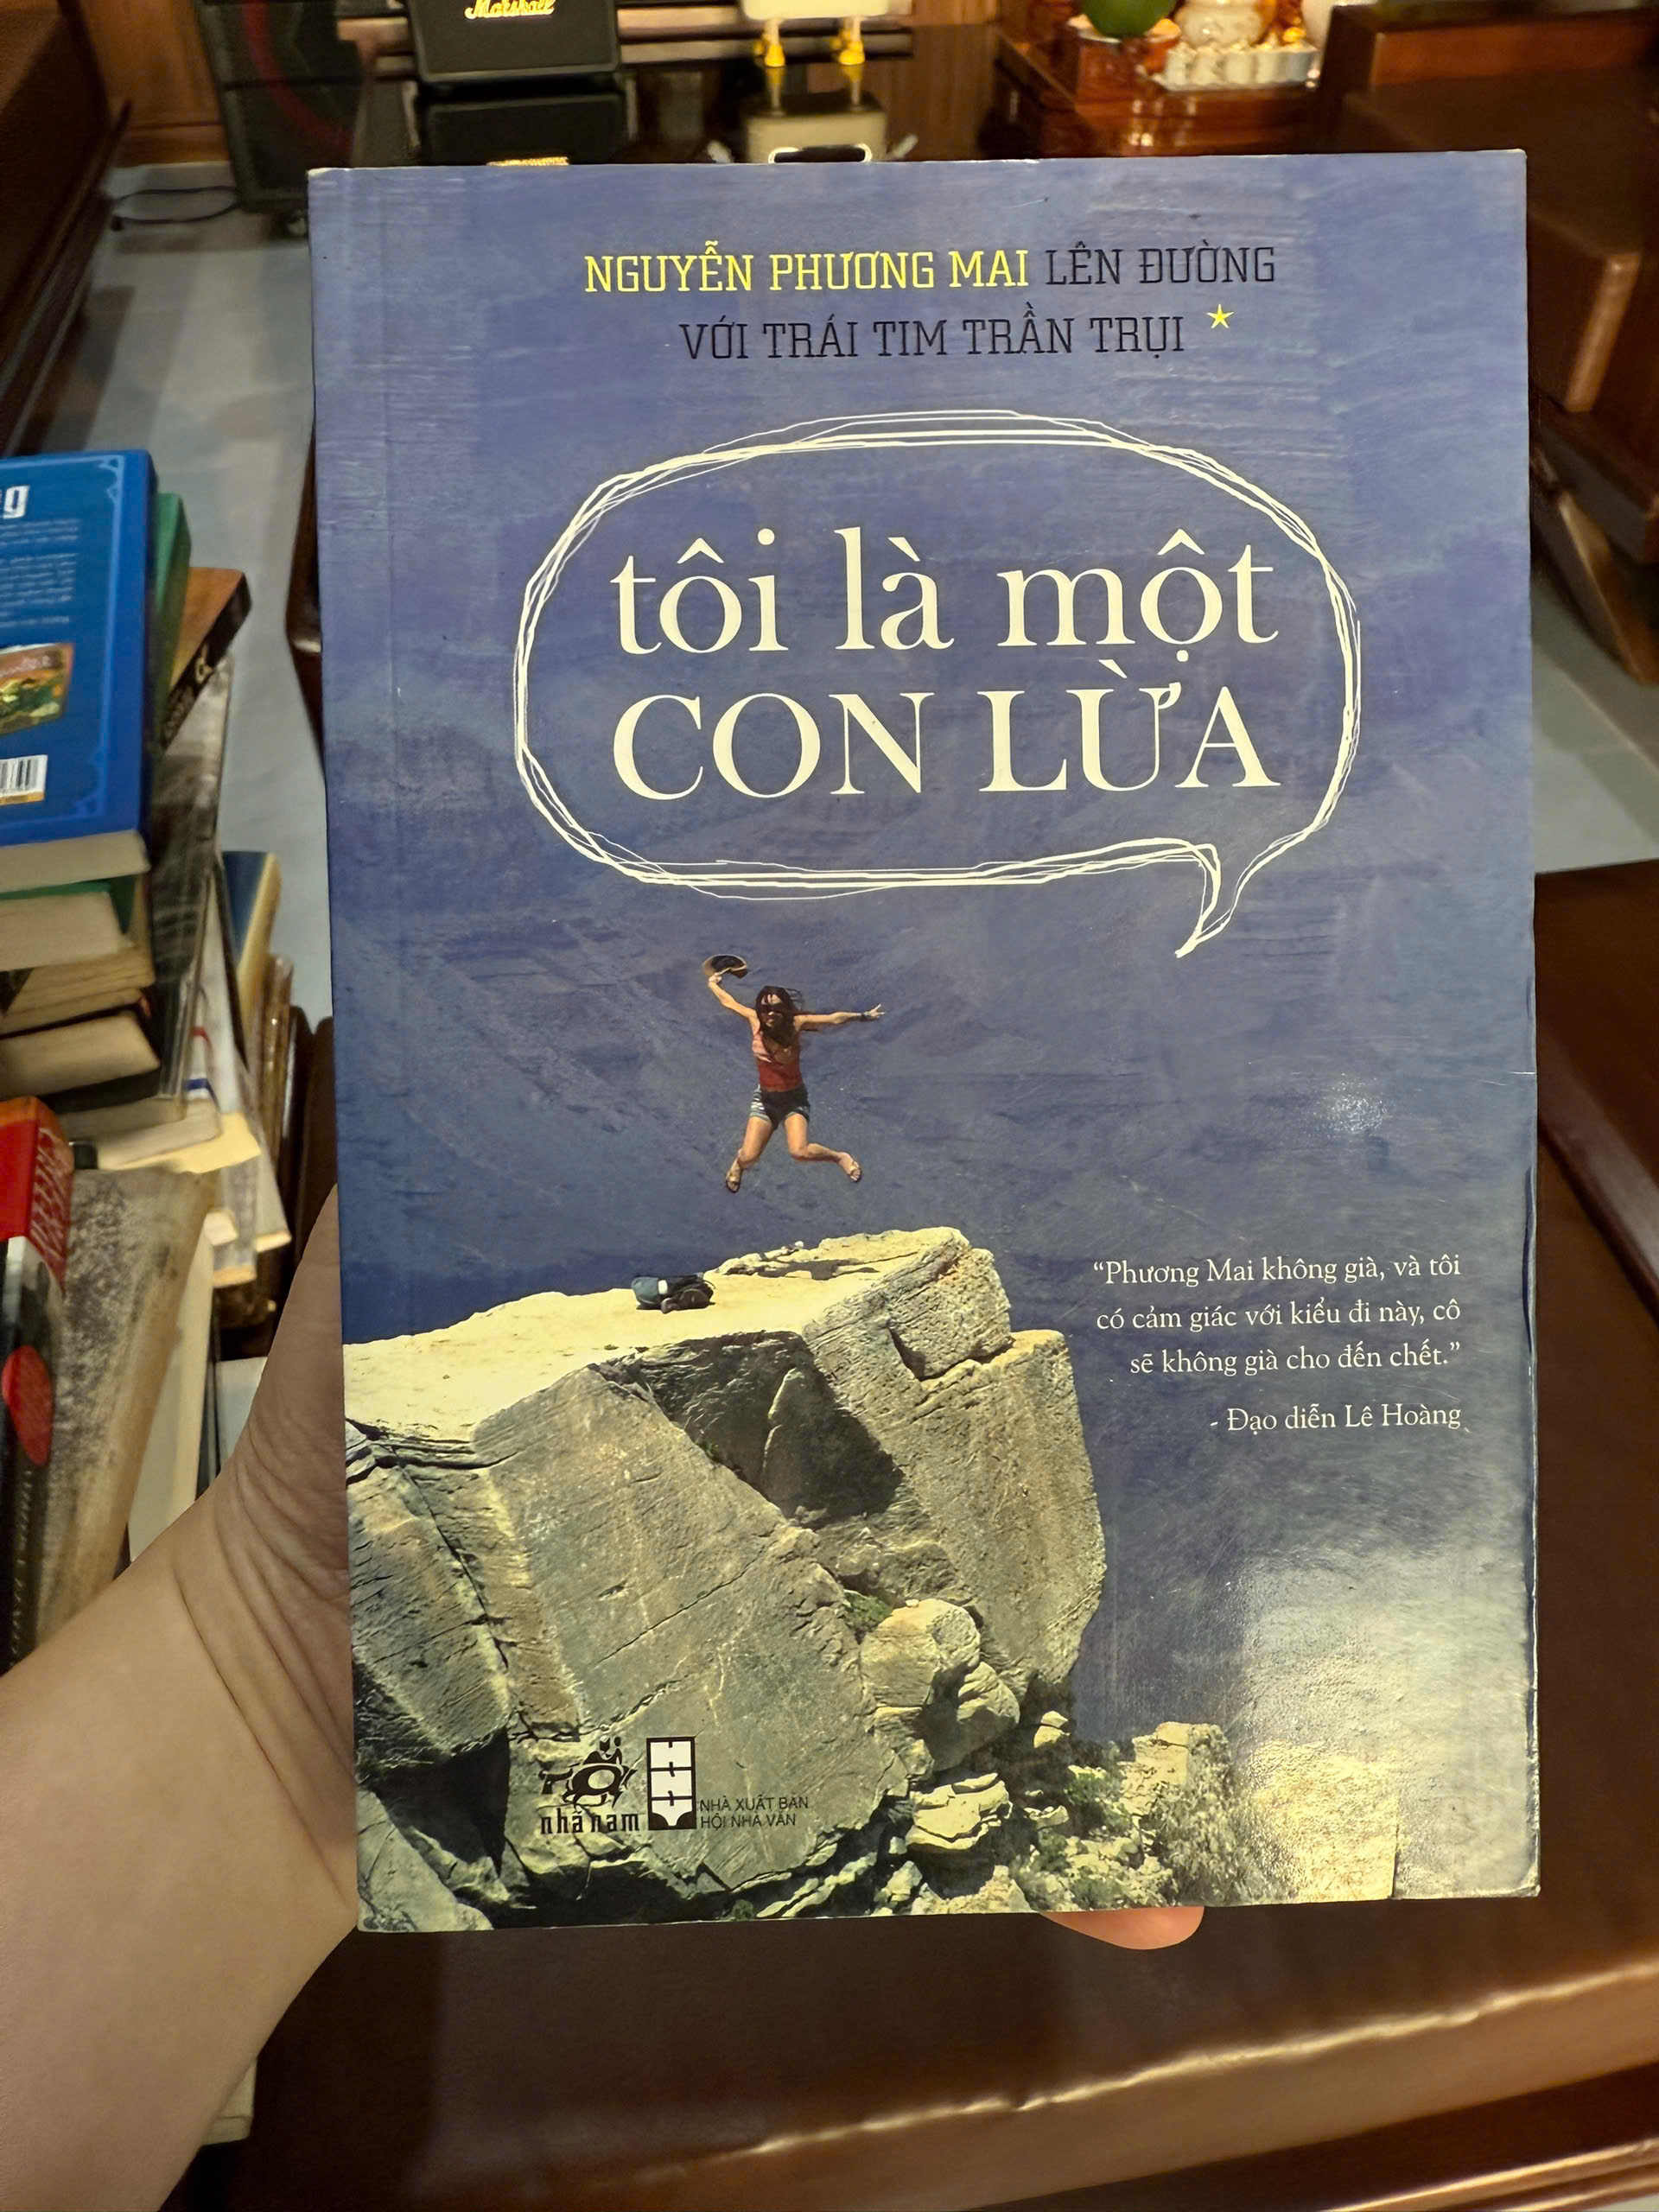 Marshall
NGUYỄN PHƯƠNG MAI LÊN ĐƯỜNG
VỚI TRÁI TIM TRẦN TRỤI
tôi là một
CON LỪA
“Phương Mai không già, và tôi
có cảm giác với kiểu đi này, cô
sẽ không già cho đến chết.”
- Đạo diễn Lê Hoàng
nhã nam
NHÀ XUẤT BẢN
HỘI NHÀ VĂN